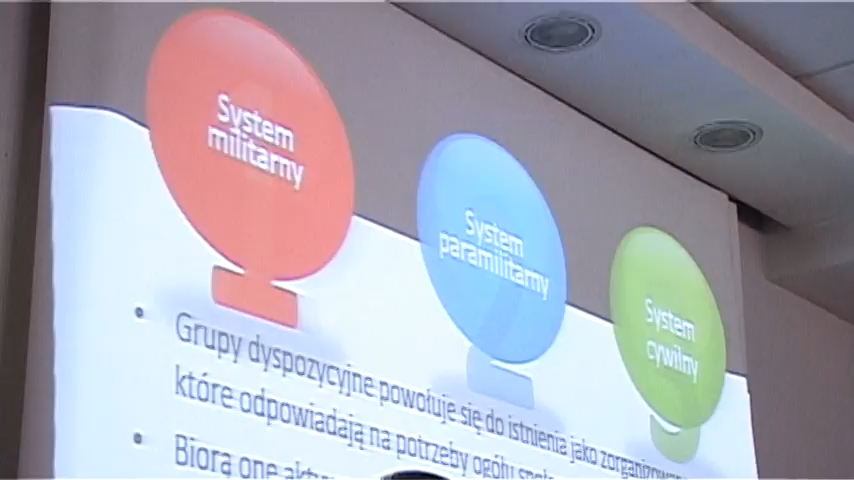 System
militarny
System
paramilitarny
System
cywilny
• Grupy dyspozycyjne powołuje się do istnienia jako
które odpowiadają na potrzeby ogółu
• Biorą one